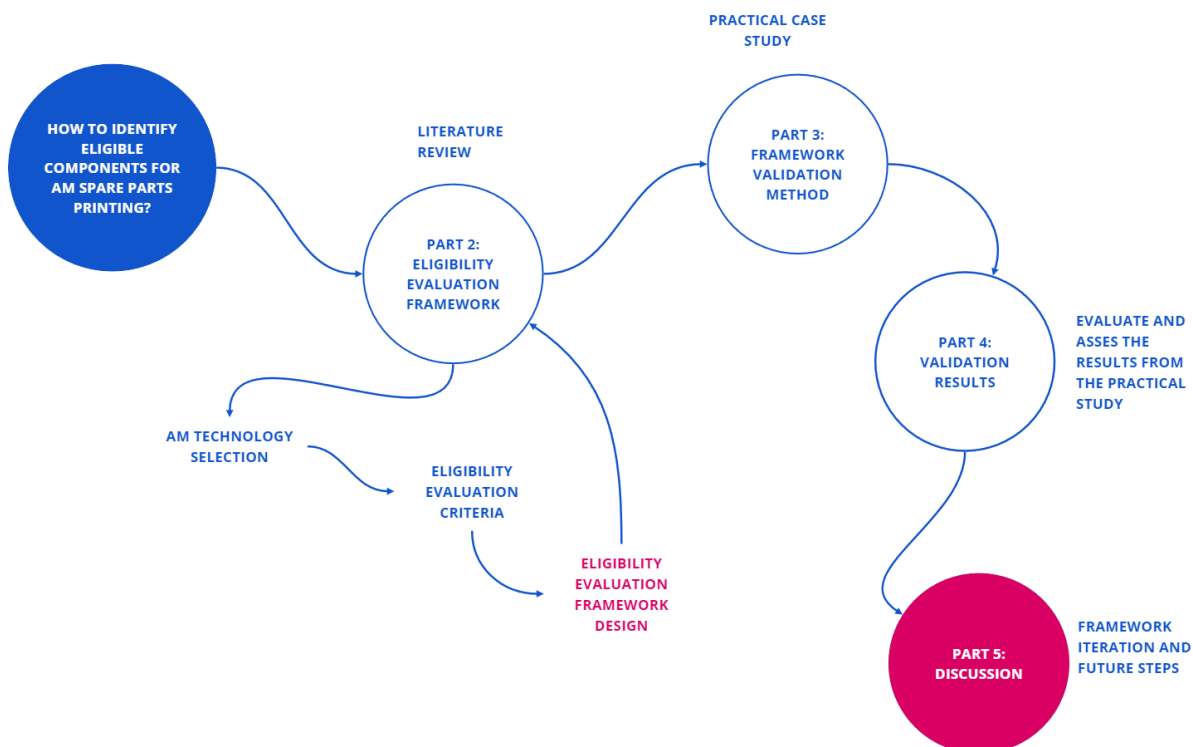 PRACTICAL CASE
STUDY
HOW TO IDENTIFY
ELIGIBLE
COMPONENTS FOR
AM SPARE PARTS
PRINTING?
LITERATURE
REVIEW
PART 2:
ELIGIBILITY
EVALUATION
FRAMEWORK
PART 3:
FRAMEWORK
VALIDATION
METHOD
PART 4:
VALIDATION
RESULTS
EVALUATE AND
ASSES THE
RESULTS FROM
THE PRACTICAL
STUDY
AM TECHNOLOGY
SELECTION
ELIGIBILITY
EVALUATION
CRITERIA
ELIGIBILITY
EVALUATION
FRAMEWORK
DESIGN
PART 5:
DISCUSSION
FRAMEWORK
ITERATION AND
FUTURE STEPS